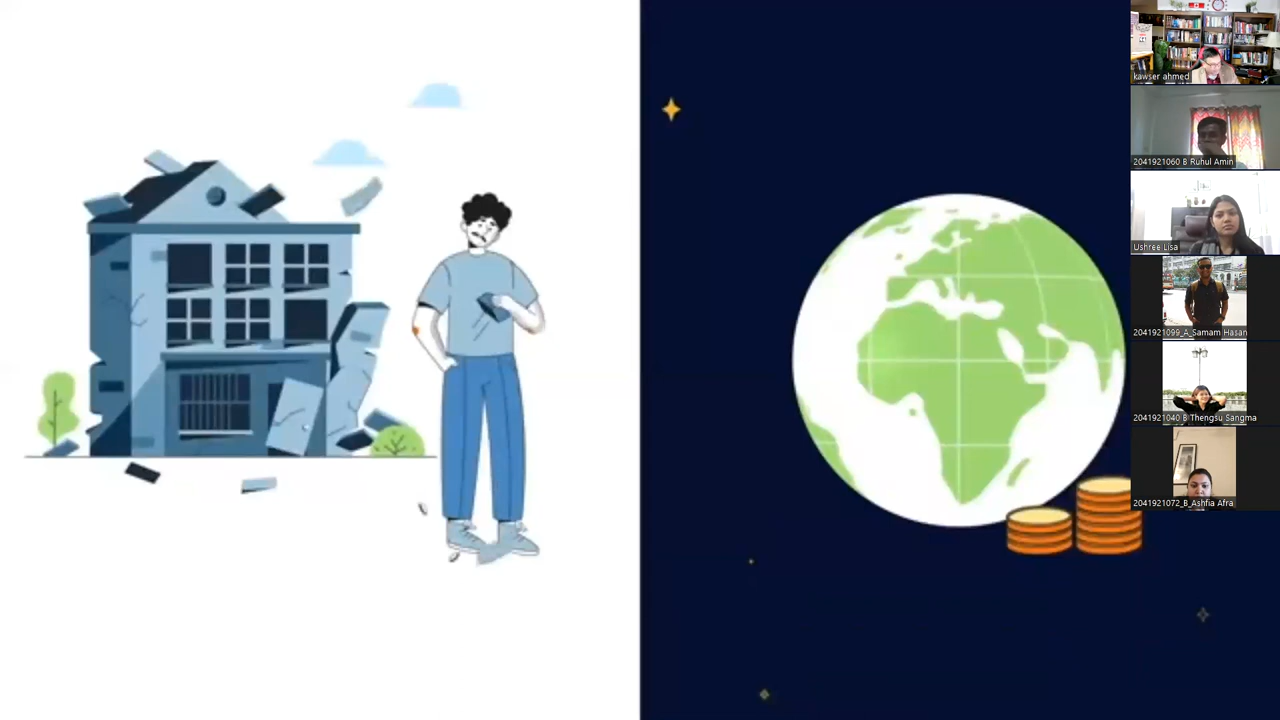 kawser ahmed
2041921060 B Ruhul Amin
Ushree Lisa
2041921099_A_Samam Hasan
2041921040 B Thengsu Sangma
2041921072_B_Ashfia Afra